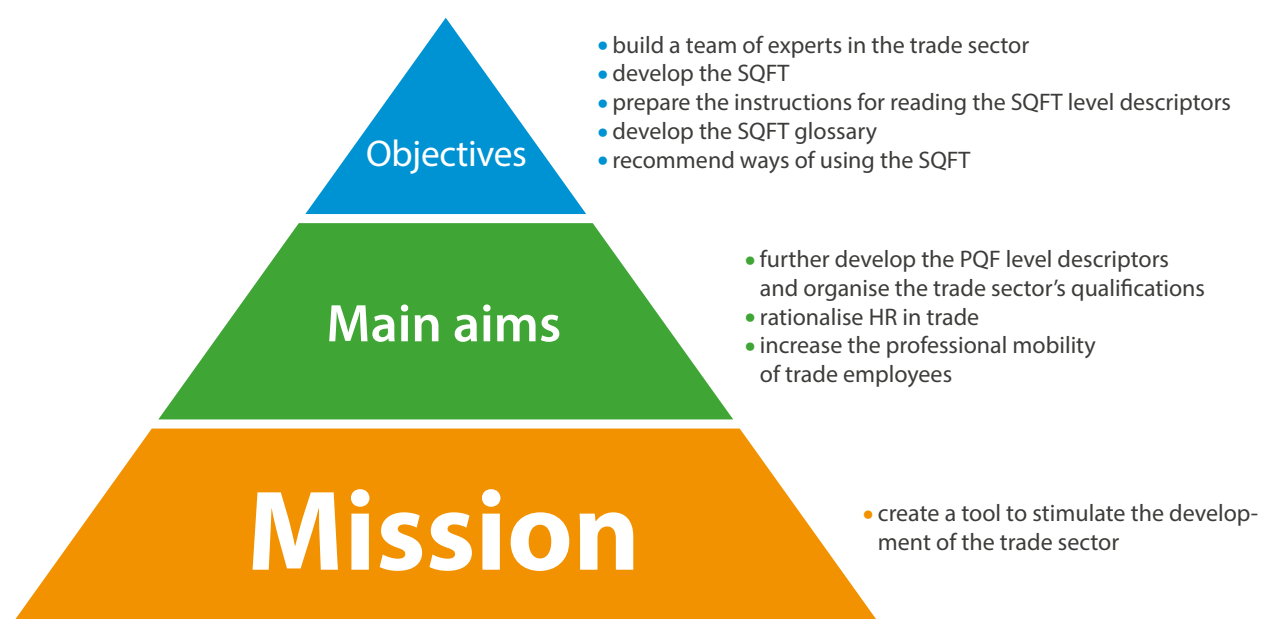 • build a team of experts in the trade sector
• develop the SQFT
• prepare the instructions for reading the SQFT level descriptors
• develop the SQFT glossary
• recommend ways of using the SQFT
Objectives
• further develop the PQF level descriptors
and organise the trade sector’s qualifications
• rationalise HR in trade
• increase the professional mobility
of trade employees
Main aims
• create a tool to stimulate the develop-
ment of the trade sector
Mission